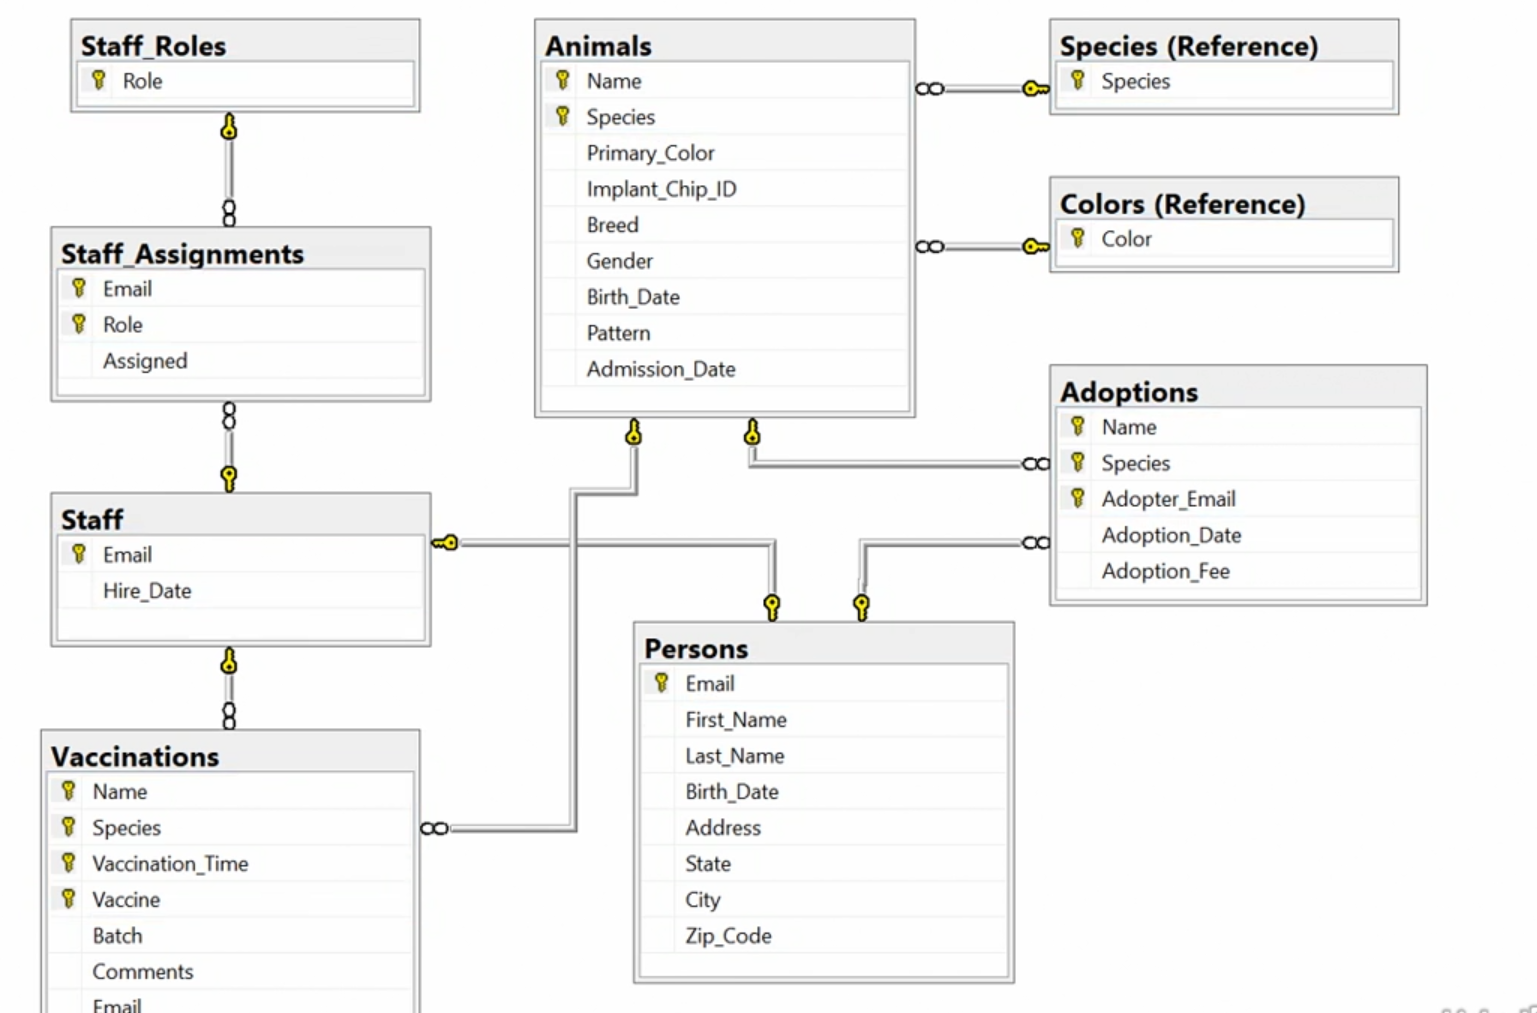 Staff_Roles
Role
Staff_Assignments
Email
Role
Assigned
Staff
Email
Hire_Date
Vaccinations
Name
Species
Vaccination_Time
Vaccine
Batch
Comments
Email
Animals
Name
Species
Primary_Color
Implant_Chip_ID
Breed
Gender
Birth_Date
Pattern
Admission_Date
Persons
Email
First_Name
Last_Name
Birth_Date
Address
State
City
Zip_Code
Species (Reference)
Species
Colors (Reference)
Color
Adoptions
Name
Species
Adopter_Email
Adoption_Date
Adoption_Fee